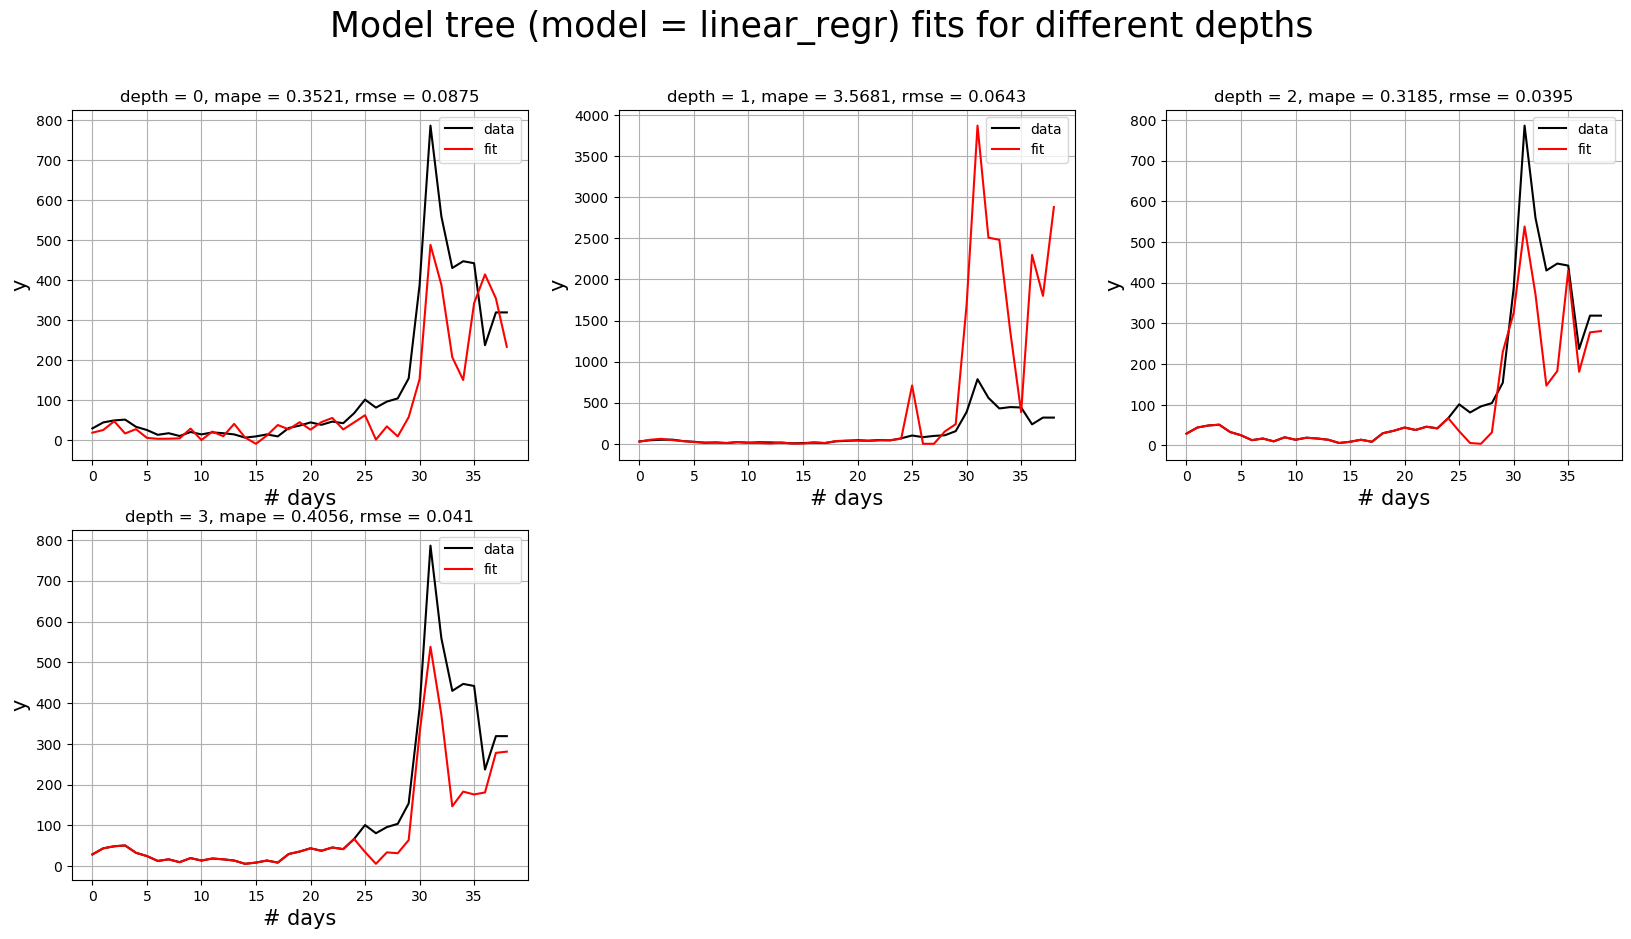 Model tree (model = linear_regr) fits for different depths
depth = 0, mape = 0.3521, rmse = 0.0875
800
700
600
500
400
300
200
100
0
y
data
fit
0 5 10 15 20 25 30 35
# days
depth = 1, mape = 3.5681, rmse = 0.0643
4000
3500
3000
2500
2000
1500
1000
500
0
y
data
fit
0 5 10 15 20 25 30 35
# days
depth = 2, mape = 0.3185, rmse = 0.0395
800
700
600
500
400
300
200
100
0
y
data
fit
0 5 10 15 20 25 30 35
# days
depth = 3, mape = 0.4056, rmse = 0.041
800
700
600
500
400
300
200
100
0
y
data
fit
0 5 10 15 20 25 30 35
# days